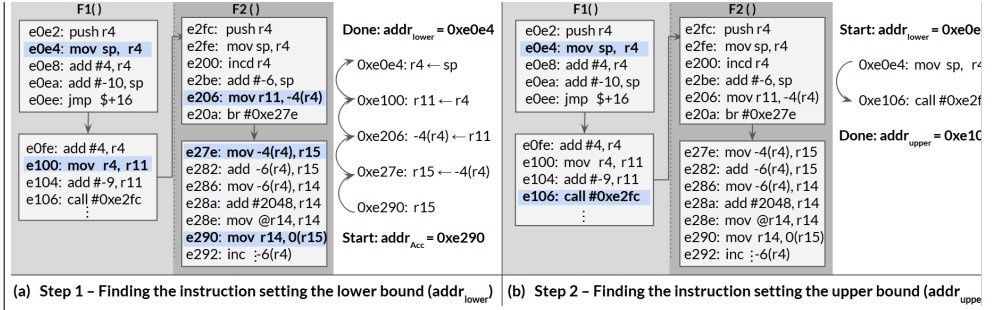 F1()
e0e2: push r4
e0e4: mov sp, r4
e0e8: add #4, r4
e0ea: add #-10, sp
e0ee: jmp $+16
e0fe: add #4, r4
e100: mov r4, r11
e104: add #-9, r11
e106: call #0xe2fc
⋮
F2()
e2fc: push r4
e2fe: mov sp, r4
e200: incd r4
e2be: add #-6, sp
e206: mov r11, -4(r4)
e20a: br #0xe27e
e27e: mov -4(r4), r15
e282: add -6(r4), r15
e286: mov -6(r4), r14
e28a: add #2048, r14
e28e: mov @r14, r14
e290: mov r14, 0(r15)
e292: inc -6(r4)
⋮
Done: addrlower = 0xe0e4
0xe0e4: r4 ← sp
0xe100: r11 ← r4
0xe206: -4(r4) ← r11
0xe27e: r15 ← -4(r4)
0xe290: r15
Start: addrAcc = 0xe290
(a) Step 1 – Finding the instruction setting the lower bound (addrlower)
F1()
e0e2: push r4
e0e4: mov sp, r4
e0e8: add #4, r4
e0ea: add #-10, sp
e0ee: jmp $+16
e0fe: add #4, r4
e100: mov r4, r11
e104: add #-9, r11
e106: call #0xe2fc
⋮
F2()
e2fc: push r4
e2fe: mov sp, r4
e200: incd r4
e2be: add #-6, sp
e206: mov r11, -4(r4)
e20a: br #0xe27e
e27e: mov -4(r4), r15
e282: add -6(r4), r15
e286: mov -6(r4), r14
e28a: add #2048, r14
e28e: mov @r14, r14
e290: mov r14, 0(r15)
e292: inc -6(r4)
⋮
Start: addrlower = 0xe0e
0xe0e4: mov sp, r4
0xe106: call #0xe2f
Done: addrupper = 0xe10
(b) Step 2 – Finding the instruction setting the upper bound (addruppe